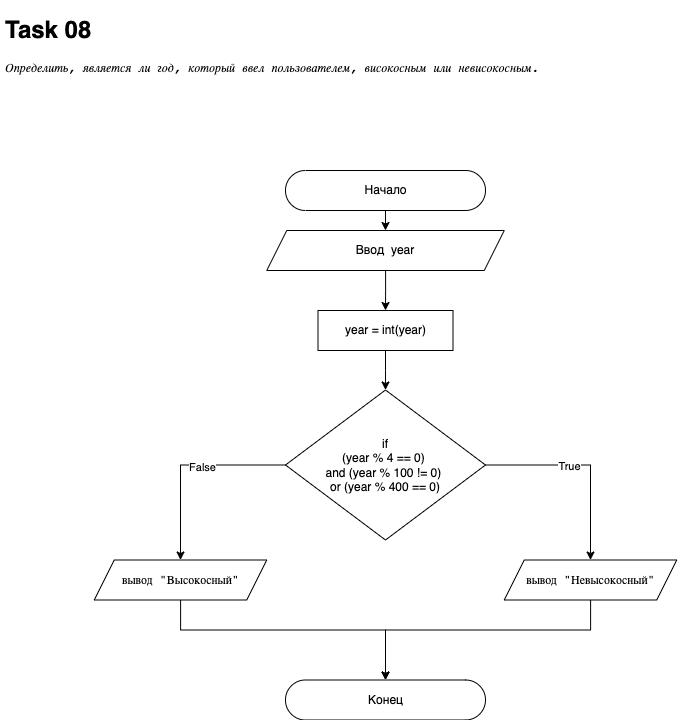 Task 08
Определить, является ли год, который ввел пользователем, високосным или невисокосным.
Начало
Ввод year
year = int(year)
if
(year % 4 == 0)
and (year % 100 != 0)
or (year % 400 == 0)
False
True
вывод "Высокосный"
вывод "Невысокосный"
Конец